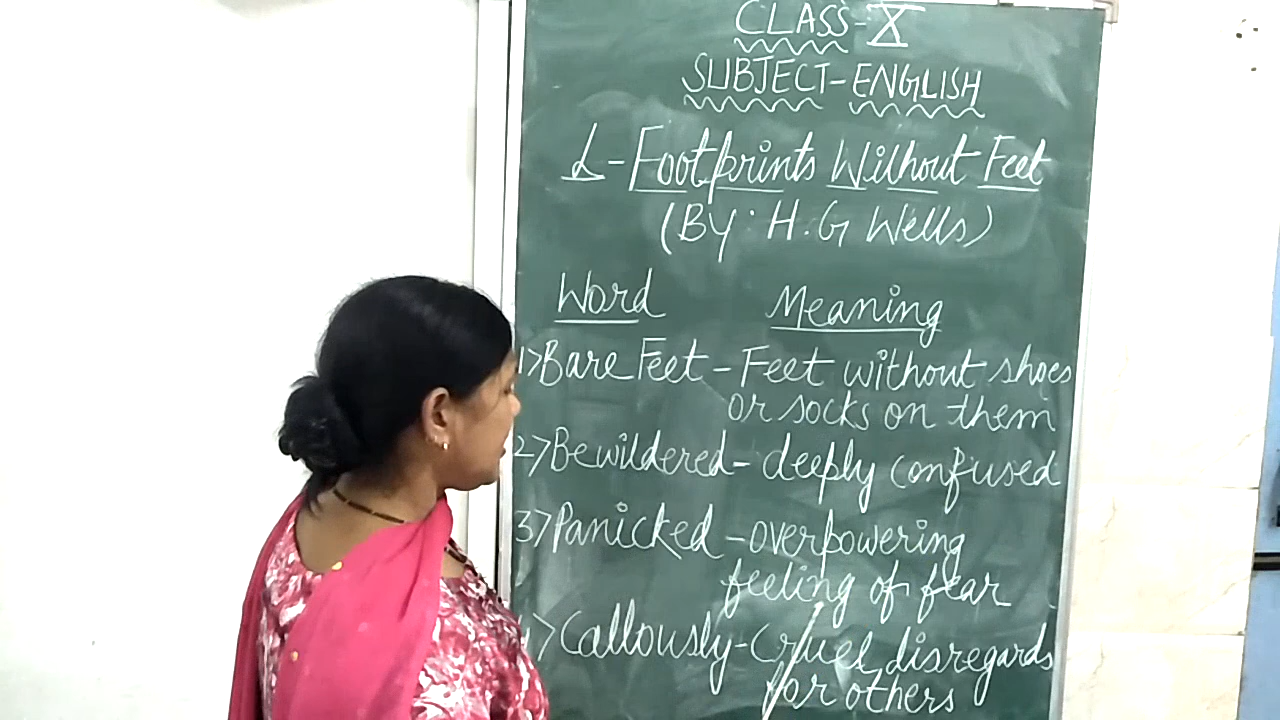 CLASS-X
SUBJECT-ENGLISH
L-Footprints Without Feet
(BY: H.G Wells)
Word Meaning
1>Bare Feet - Feet without shoes
or socks on them
2>Bewildered- deeply confused
3>Panicked -overpowering
feeling of fear
4>Callously-Cruel, disregards
for others